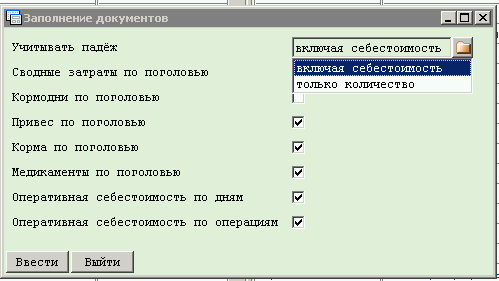 Заполнение документов
Учитывать падёж включая себестоимость
включая себестоимость
Сводные затраты по поголовью
только количество
Кормодни по поголовью
Привес по поголовью
Корма по поголовью
Медикаменты по поголовью
Оперативная себестоимость по дням
Оперативная себестоимость по операциям
Ввести Выйти